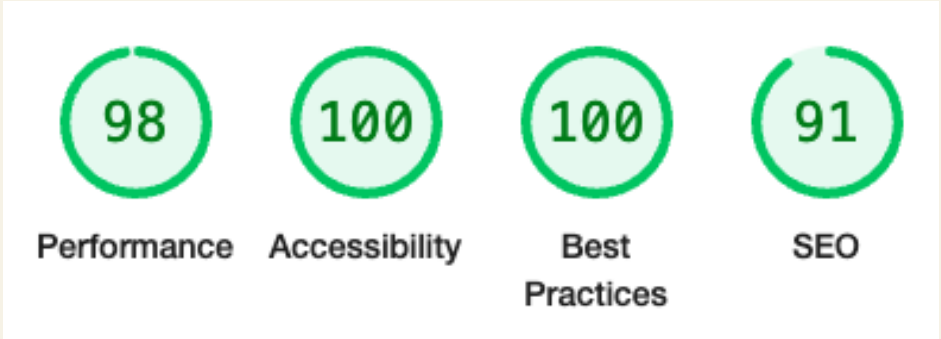 98
100
100
91
Performance
Accessibility
Best
Practices
SEO